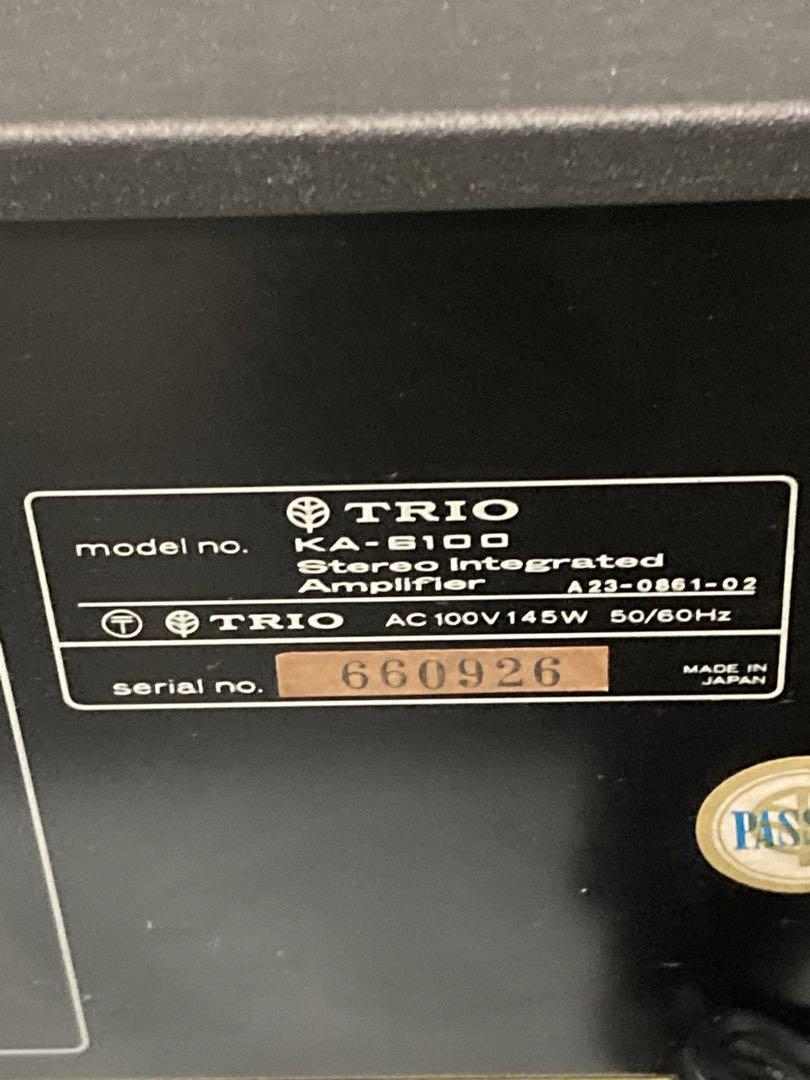 TRIO
model no. KA-6100
Stereo Integrated
Amplifier A23-0861-02
TRIO AC 100V 145W 50/60Hz
serial no. 660926 MADE IN
JAPAN
PASS